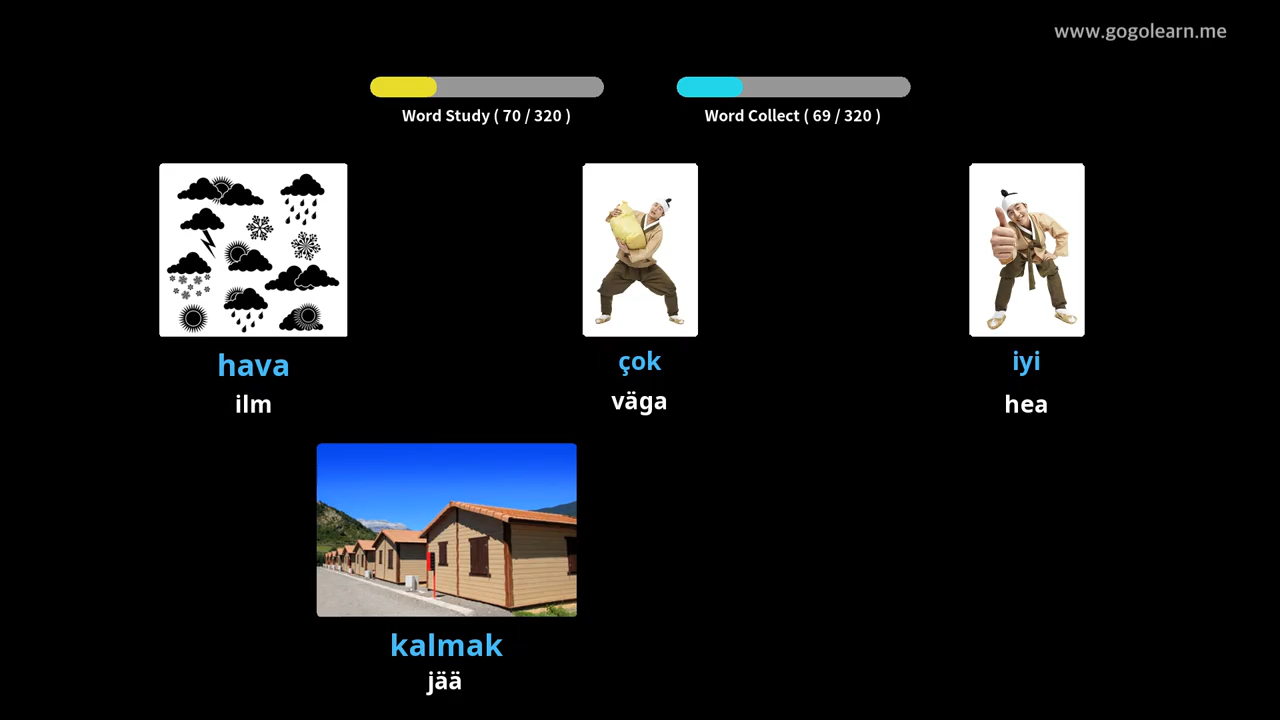 www.gogolearn.me
Word Study ( 70 / 320 )
Word Collect ( 69 / 320 )
hava
ilm
çok
väga
iyi
hea
kalmak
jää